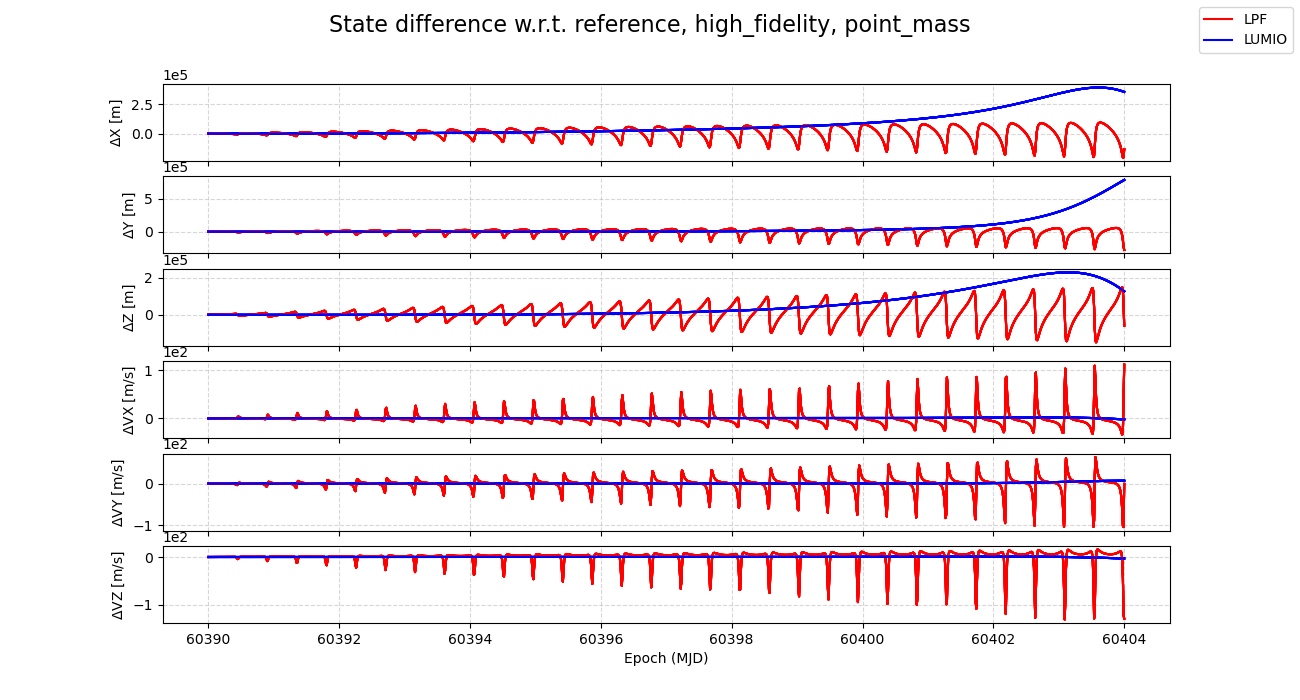 State difference w.r.t. reference, high_fidelity, point_mass
LPF
LUMIO
1e5
2.5
0.0
ΔX [m]
1e5
5
0
ΔY [m]
1e5
2
0
ΔZ [m]
1e2
1
0
ΔVX [m/s]
1e2
0
−1
ΔVY [m/s]
1e2
0
−1
ΔVZ [m/s]
60390 60392 60394 60396 60398 60400 60402 60404
Epoch (MJD)